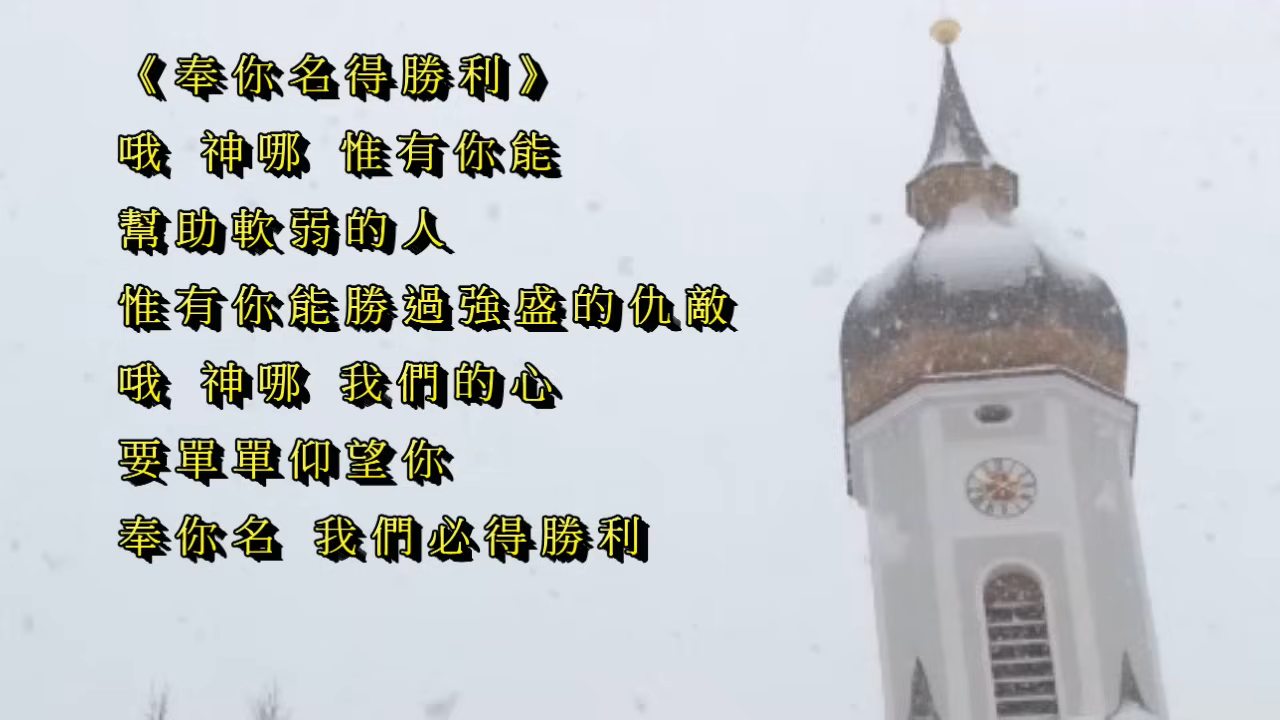 《奉你名得勝利》
哦 神哪 惟有你能
幫助軟弱的人
惟有你能勝過強盛的仇敵
哦 神哪 我們的心
要單單仰望你
奉你名 我們必得勝利